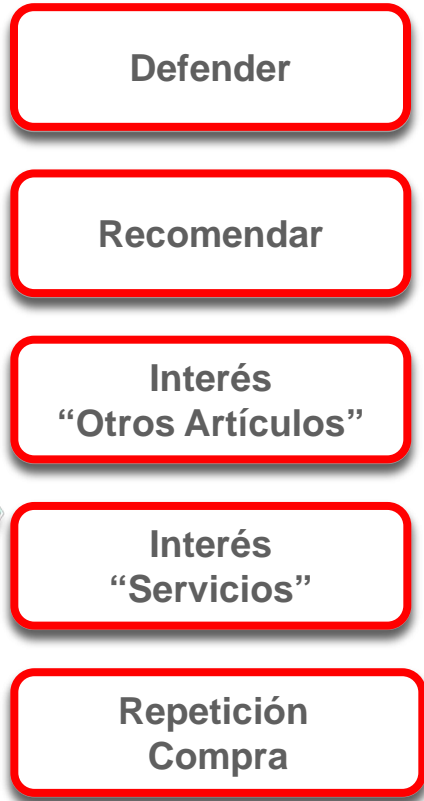 Defender
Recomendar
Interés
“Otros Artículos”
Interés
“Servicios”
Repetición
Compra